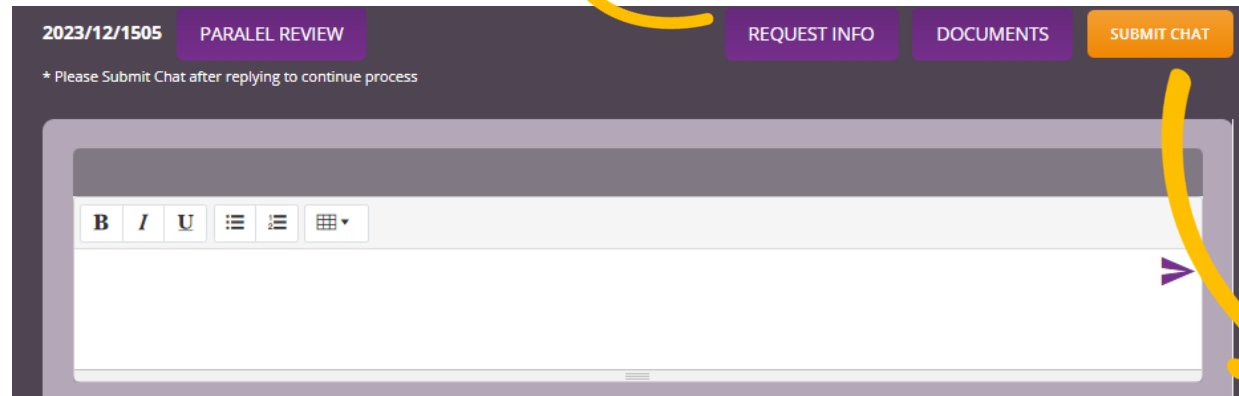 2023/12/1505 PARALEL REVIEW REQUEST INFO DOCUMENTS SUBMIT CHAT
* Please Submit Chat after replying to continue process
B I U